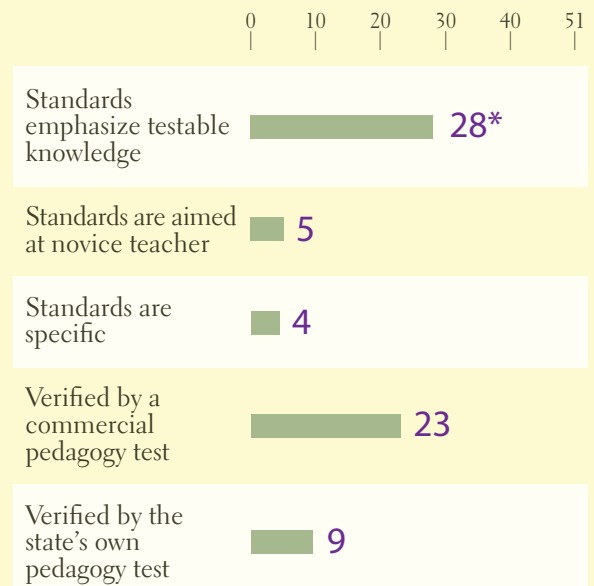 0 10 20 30 40 51
Standards
emphasize testable
knowledge
28*
Standards are aimed
at novice teacher
5
Standards are
specific
4
Verified by a
commercial
pedagogy test
23
Verified by the
state's own
pedagogy test
9